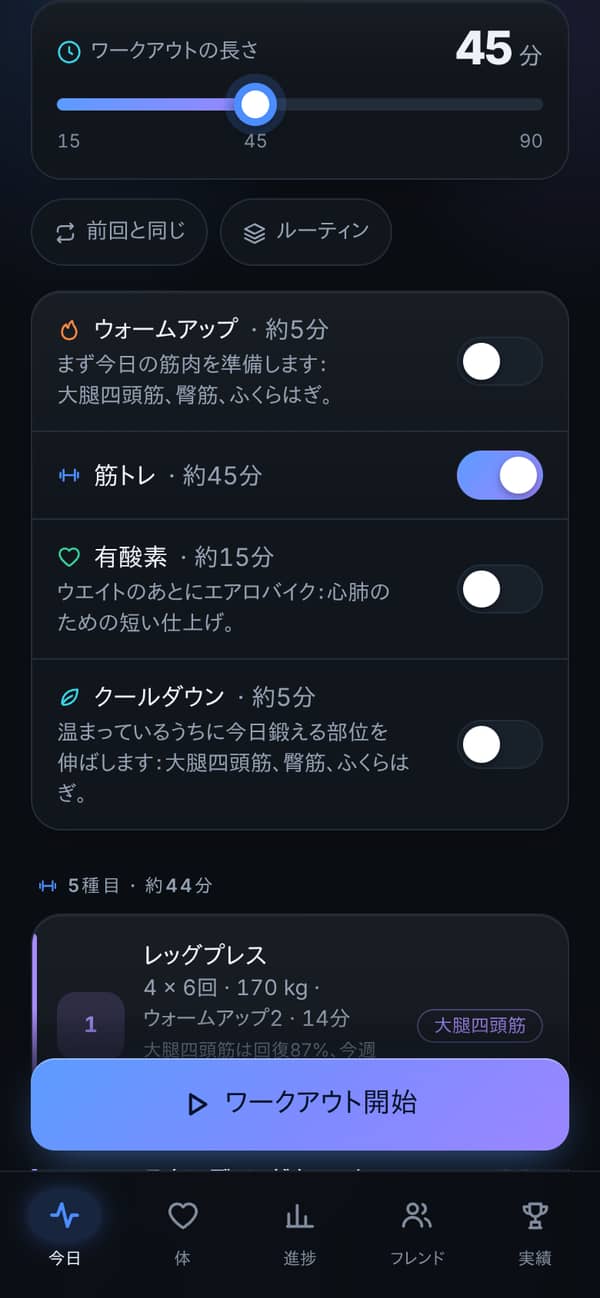 ワークアウトの長さ 45 分
15 45 90
前回と同じ ルーティン
ウォームアップ · 約5分
まず今日の筋肉を準備します:
大腿四頭筋、臀筋、ふくらはぎ。
筋トレ · 約45分
有酸素 · 約15分
ウエイトのあとにエアロバイク:心肺の
ための短い仕上げ。
クールダウン · 約5分
温まっているうちに今日鍛える部位を
伸ばします:大腿四頭筋、臀筋、ふくらは
ぎ。
5種目 · 約44分
レッグプレス
4 × 6回 · 170 kg ·
1 ウォームアップ2 · 14分 大腿四頭筋
大腿四頭筋は回復87%、今週
ワークアウト開始
今日 体 進捗 フレンド 実績